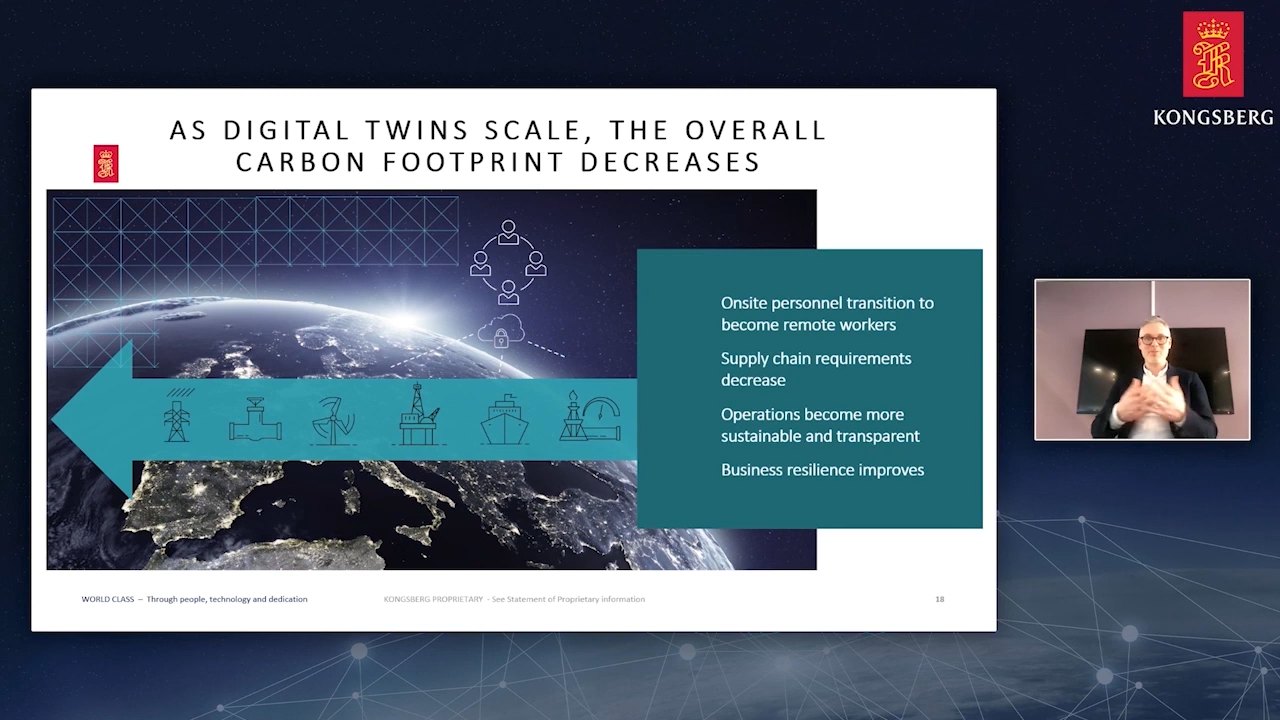 KONGSBERG
AS DIGITAL TWINS SCALE, THE OVERALL
CARBON FOOTPRINT DECREASES
Onsite personnel transition to
become remote workers
Supply chain requirements
decrease
Operations become more
sustainable and transparent
Business resilience improves
WORLD CLASS – Through people, technology and dedication
KONGSBERG PROPRIETARY - See Statement of Proprietary information
18